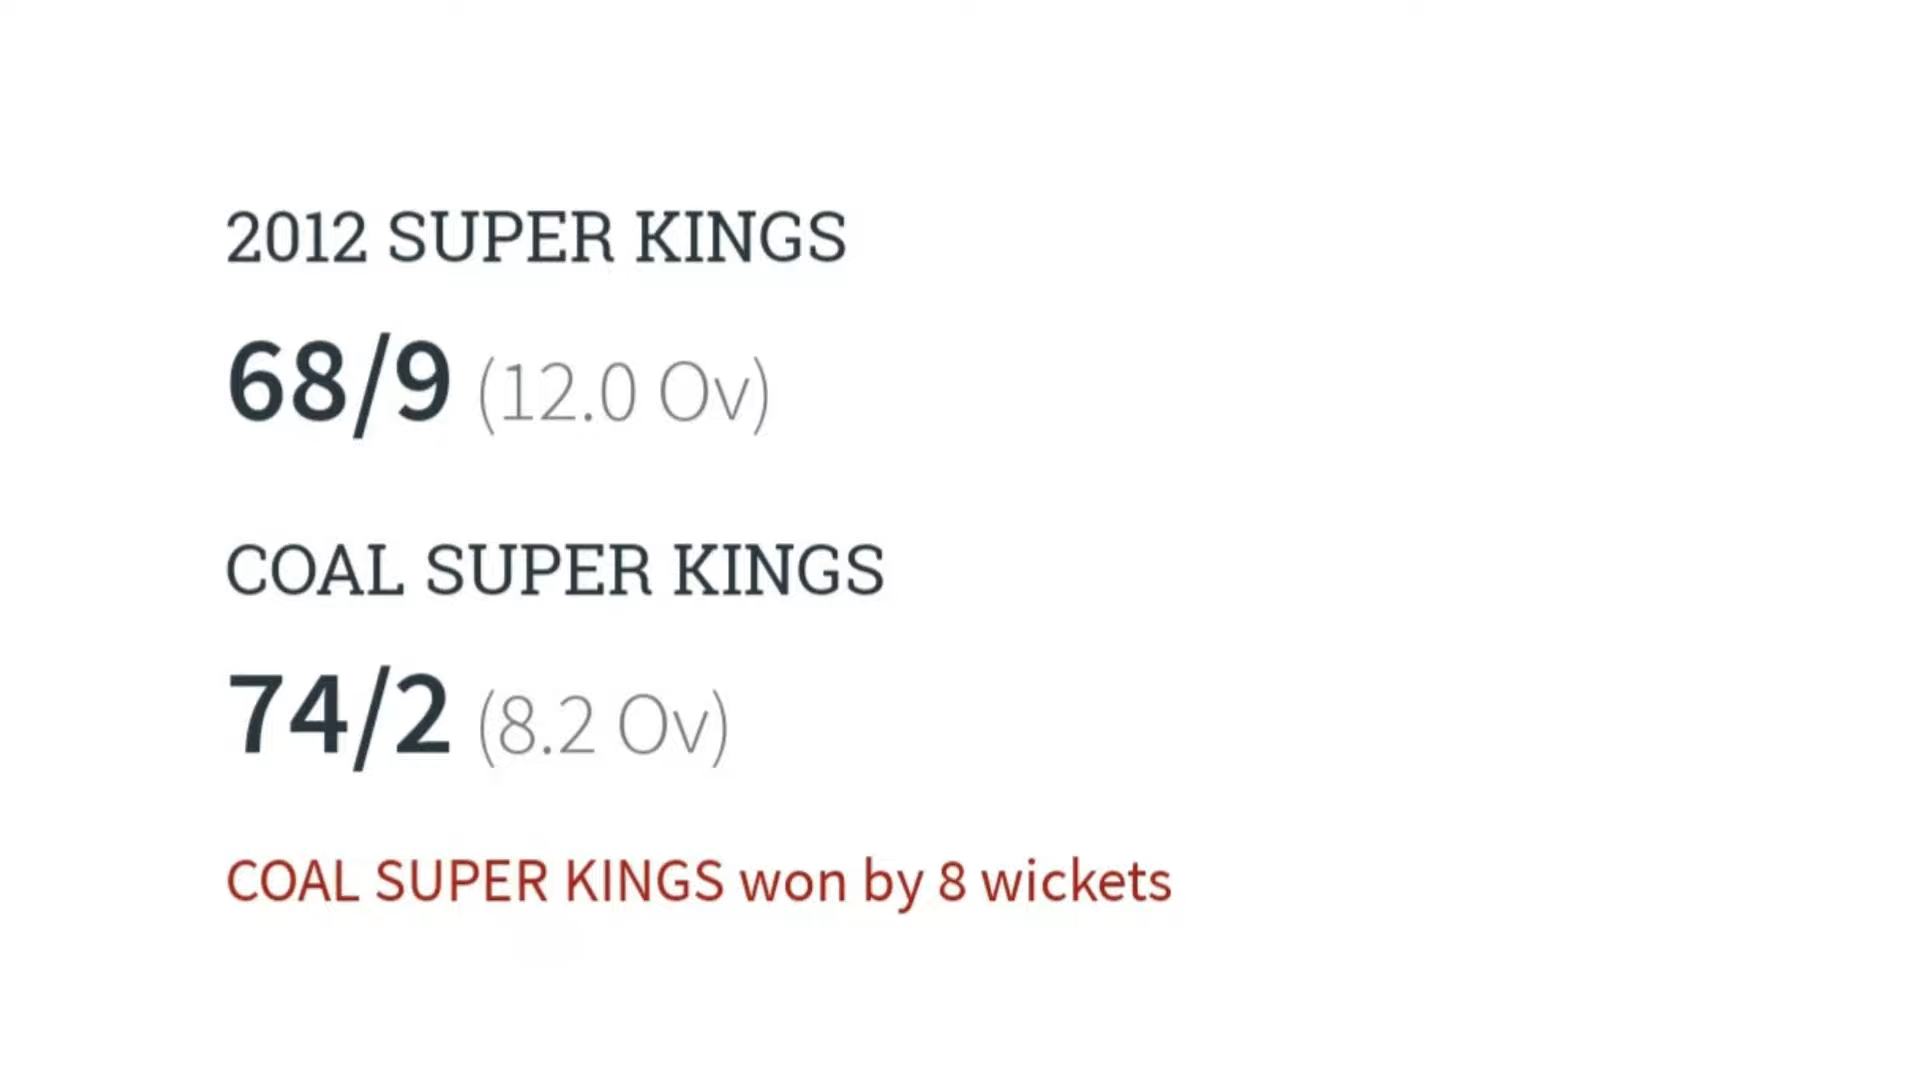 2012 SUPER KINGS
68/9 (12.0 Ov)
COAL SUPER KINGS
74/2 (8.2 Ov)
COAL SUPER KINGS won by 8 wickets